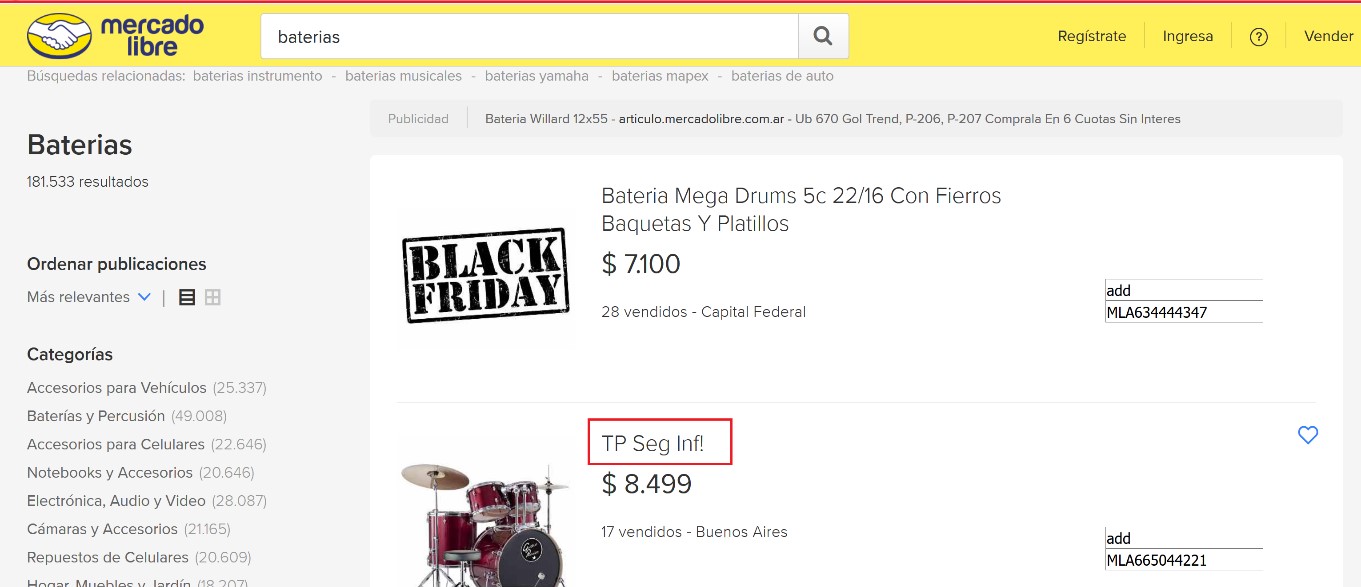 mercado
libre
baterias
Regístrate
Ingresa
?
Vender
Búsquedas relacionadas: baterias instrumento - baterias musicales - baterias yamaha - baterias mapex - baterias de auto
Publicidad
Bateria Willard 12x55 - articulo.mercadolibre.com.ar - Ub 670 Gol Trend, P-206, P-207 Comprala En 6 Cuotas Sin Interes
Baterias
181.533 resultados
Ordenar publicaciones
Más relevantes
Categorías
Accesorios para Vehículos (25.337)
Baterías y Percusión (49.008)
Accesorios para Celulares (22.646)
Notebooks y Accesorios (20.646)
Electrónica, Audio y Video (28.087)
Cámaras y Accesorios (21.165)
Repuestos de Celulares (20.609)
Hogar, Muebles y Jardín (18.207)
BLACK
FRIDAY
Bateria Mega Drums 5c 22/16 Con Fierros
Baquetas Y Platillos
$ 7.100
28 vendidos - Capital Federal
add
MLA634444347
TP Seg Inf!
$ 8.499
17 vendidos - Buenos Aires
add
MLA665044221